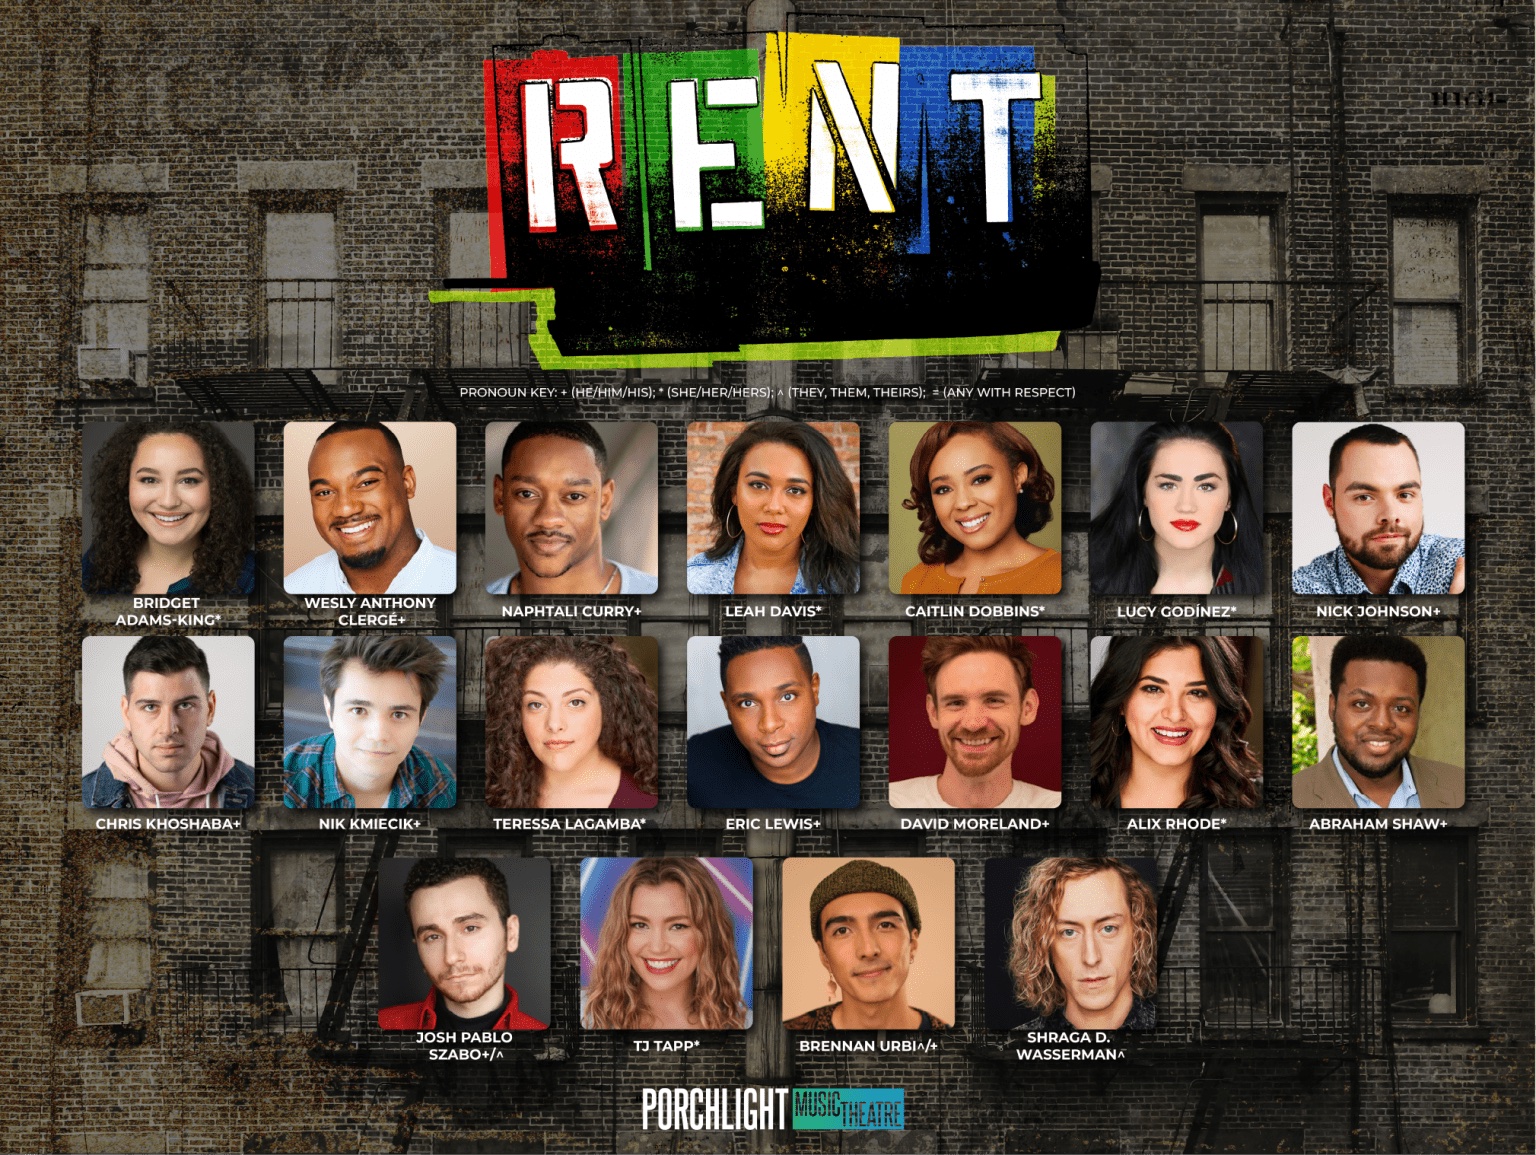 RENT
PRONOUN KEY: + (HE/HIM/HIS); * (SHE/HER/HERS); ^ (THEY, THEM, THEIRS); = (ANY WITH RESPECT)
BRIDGET
ADAMS-KING*
WESLY ANTHONY
CLERGÉ+
NAPHTALI CURRY+
LEAH DAVIS*
CAITLIN DOBBINS*
LUCY GODÍNEZ*
NICK JOHNSON+
CHRIS KHOSHABA+
NIK KMIECIK+
TERESSA LAGAMBA*
ERIC LEWIS+
DAVID MORELAND+
ALIX RHODE*
ABRAHAM SHAW+
JOSH PABLO
SZABO+/^
TJ TAPP*
BRENNAN URBI^/+
SHRAGA D.
WASSERMAN^
PORCHLIGHT MUSIC THEATRE